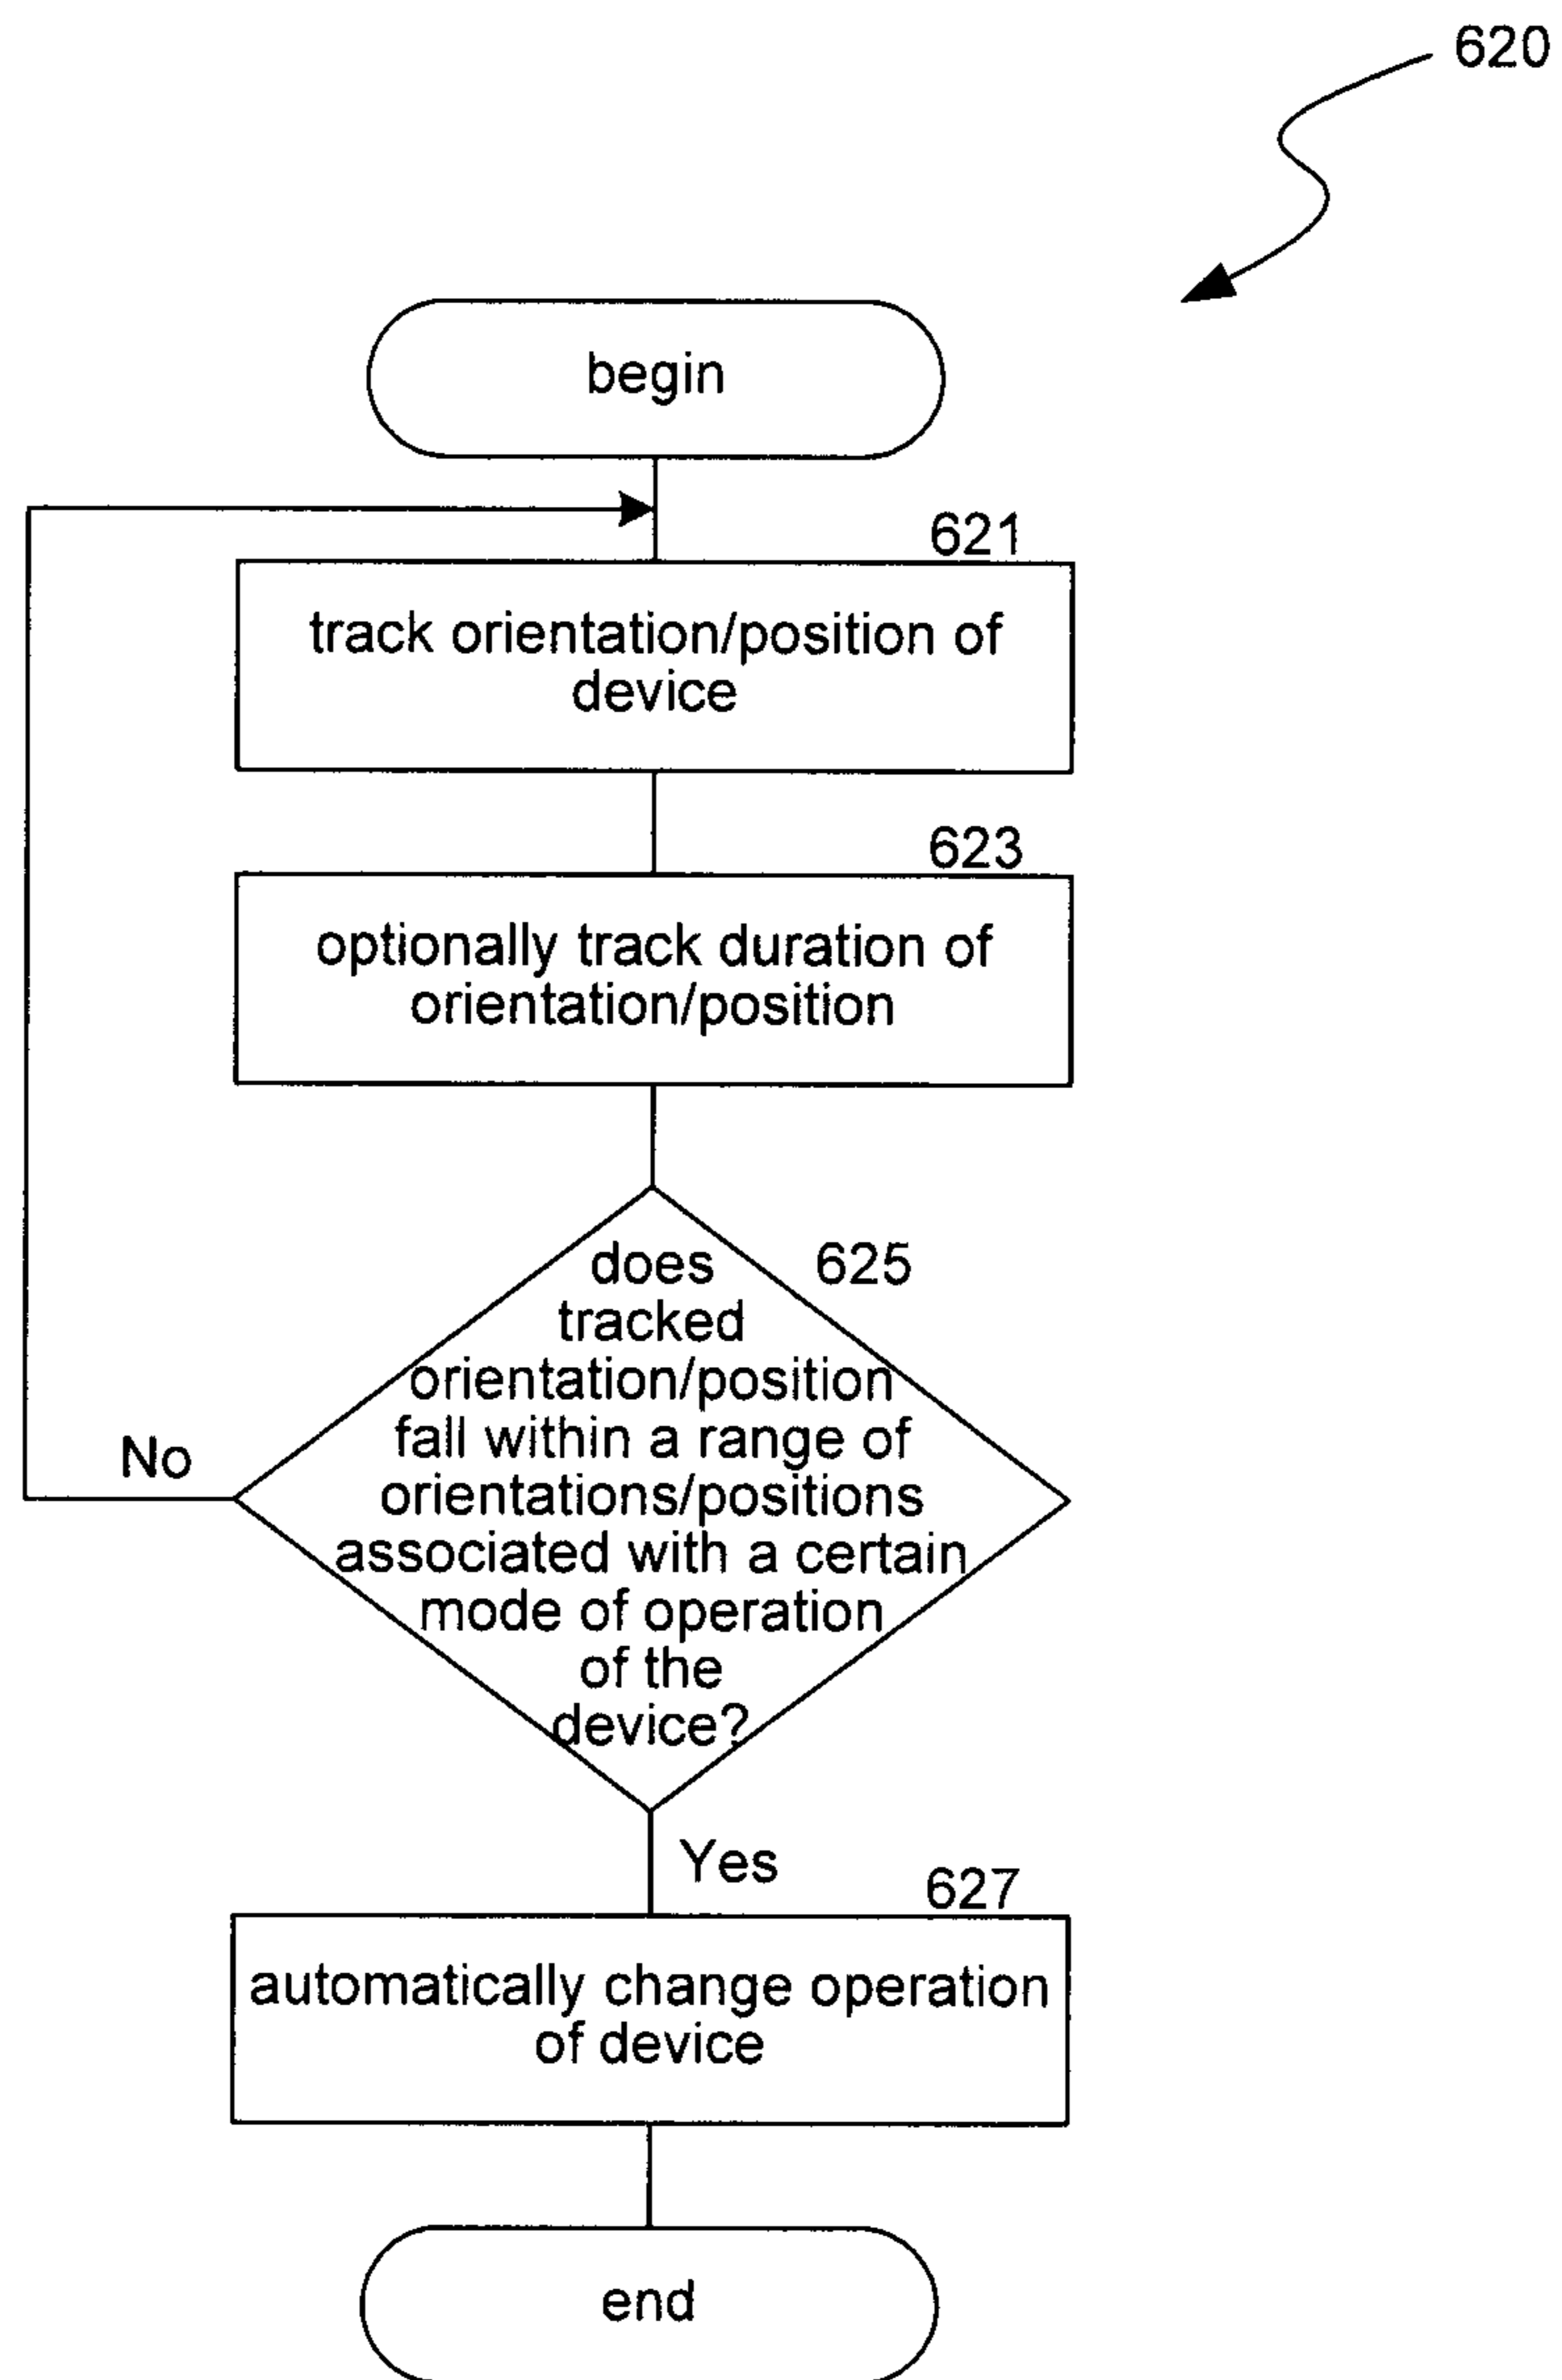 620
begin
621
track orientation/position of
device
623
optionally track duration of
orientation/position
625
does
tracked
orientation/position
fall within a range of
orientations/positions
associated with a certain
mode of operation
of the
device?
No
Yes
627
automatically change operation
of device
end